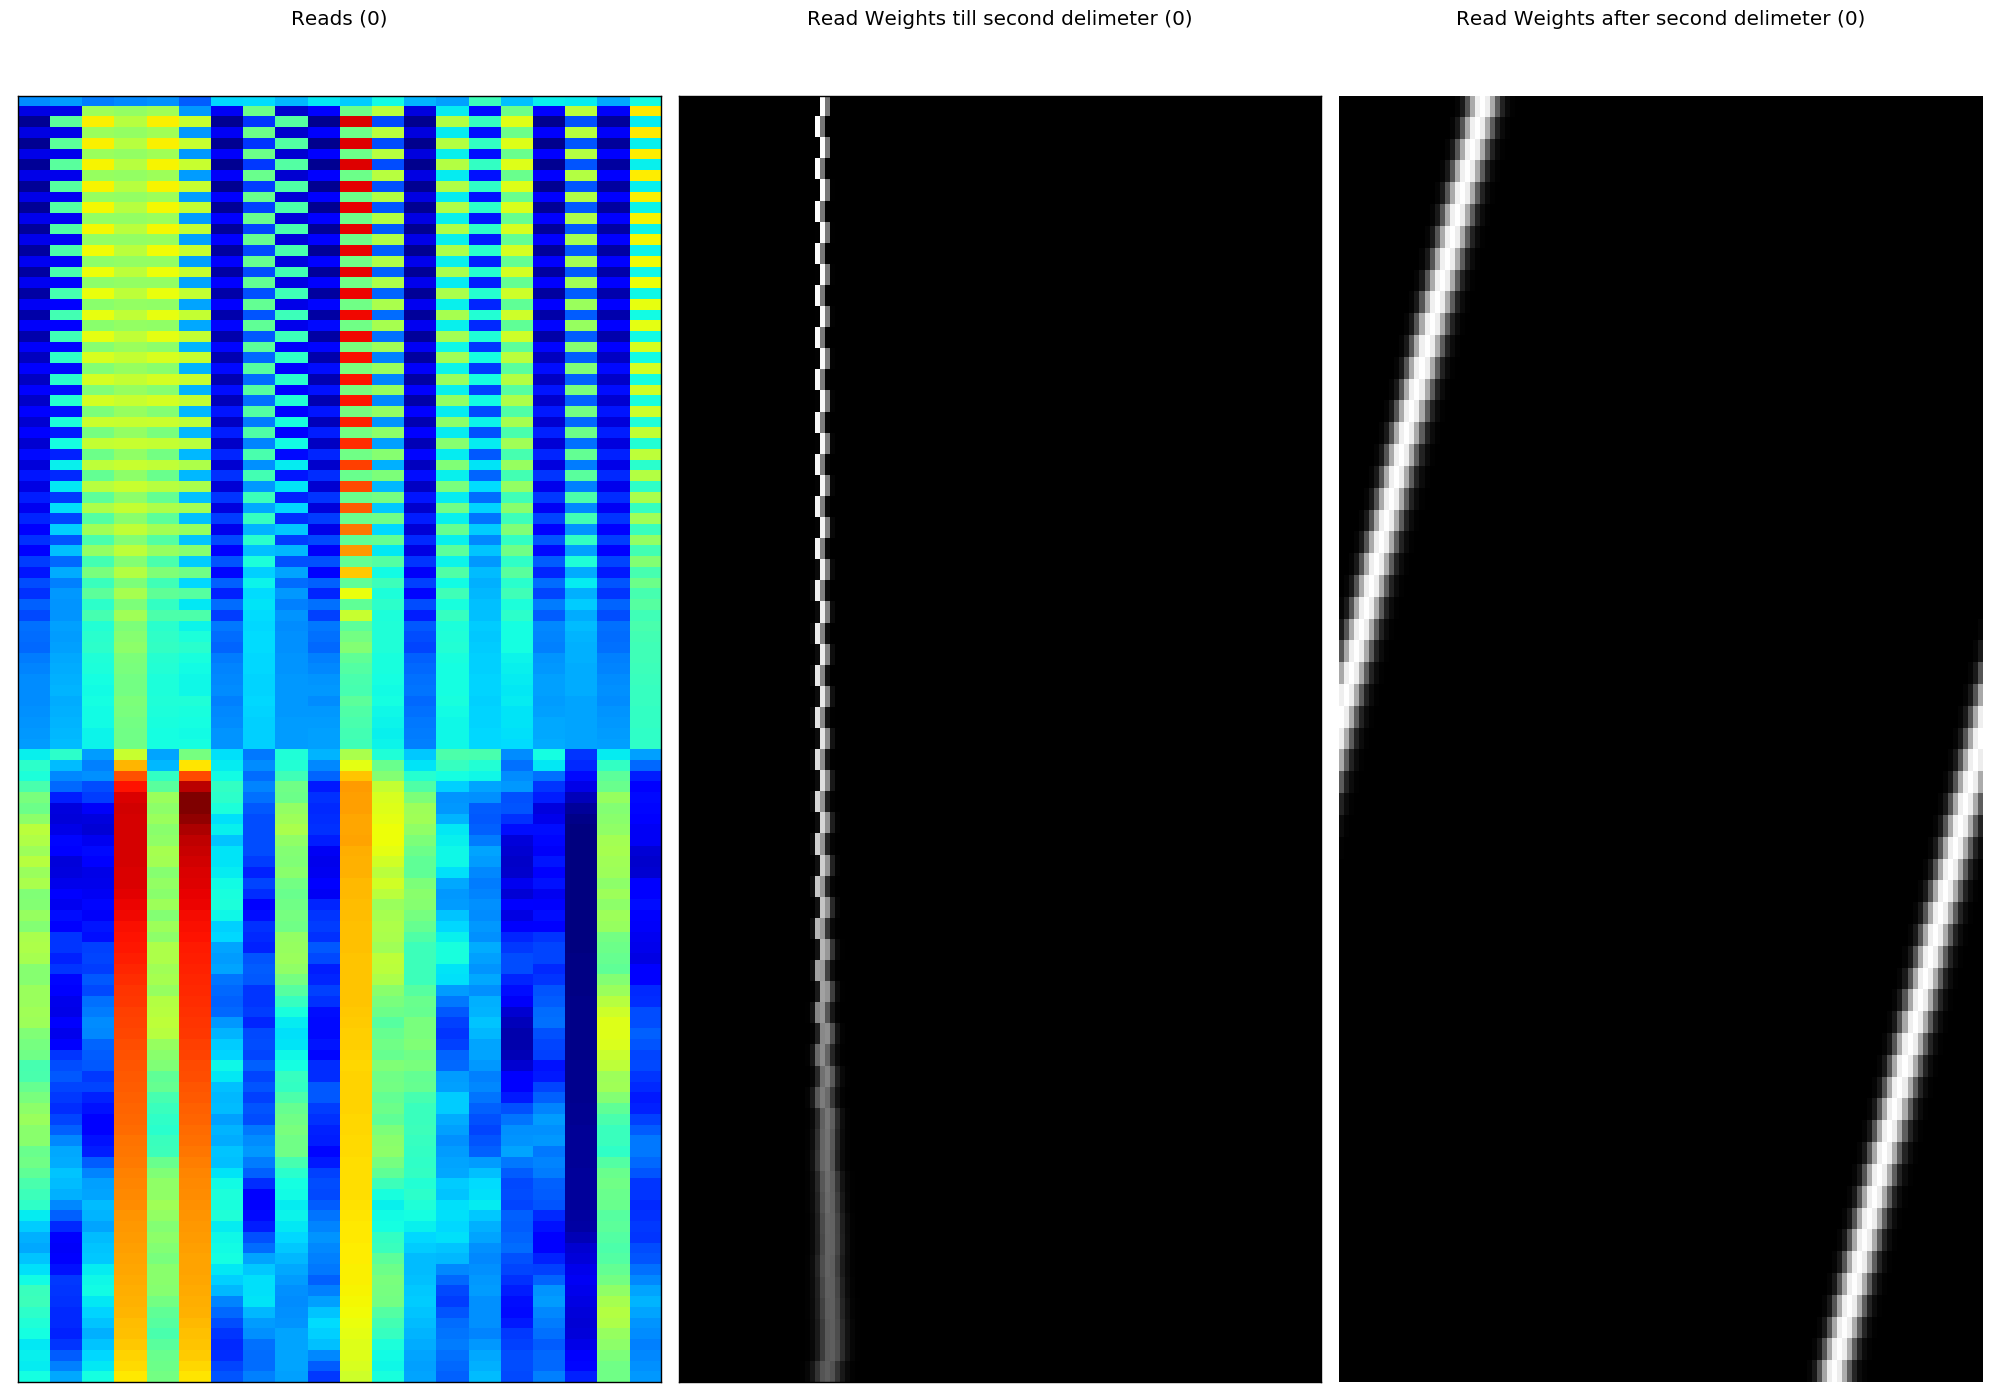 Reads (0)
Read Weights till second delimeter (0)
Read Weights after second delimeter (0)